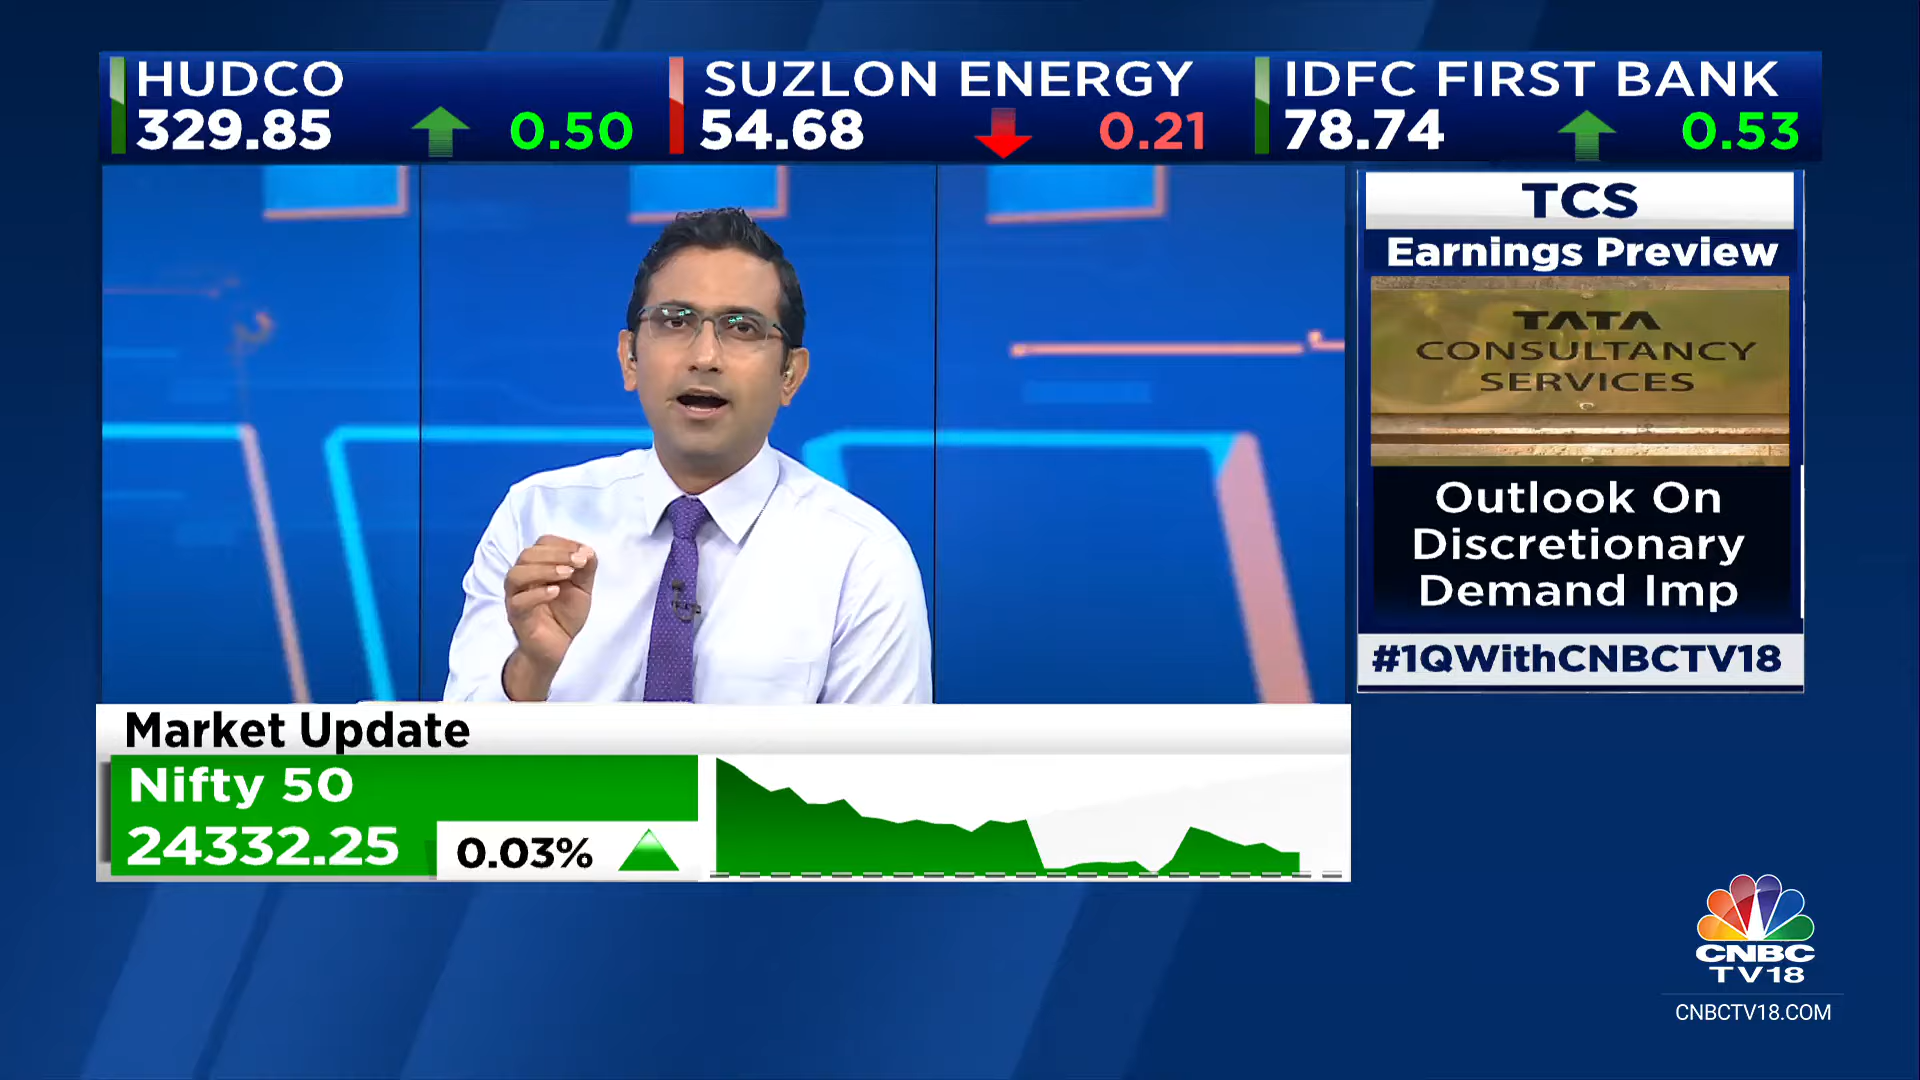 HUDCO
329.85 0.50
SUZLON ENERGY
54.68 0.21
IDFC FIRST BANK
78.74 0.53
TCS
Earnings Preview
TATA
CONSULTANCY
SERVICES
Outlook On
Discretionary
Demand Imp
#1QWithCNBCTV18
Market Update
Nifty 50
24332.25
0.03%
CNBC
TV18
CNBCTV18.COM